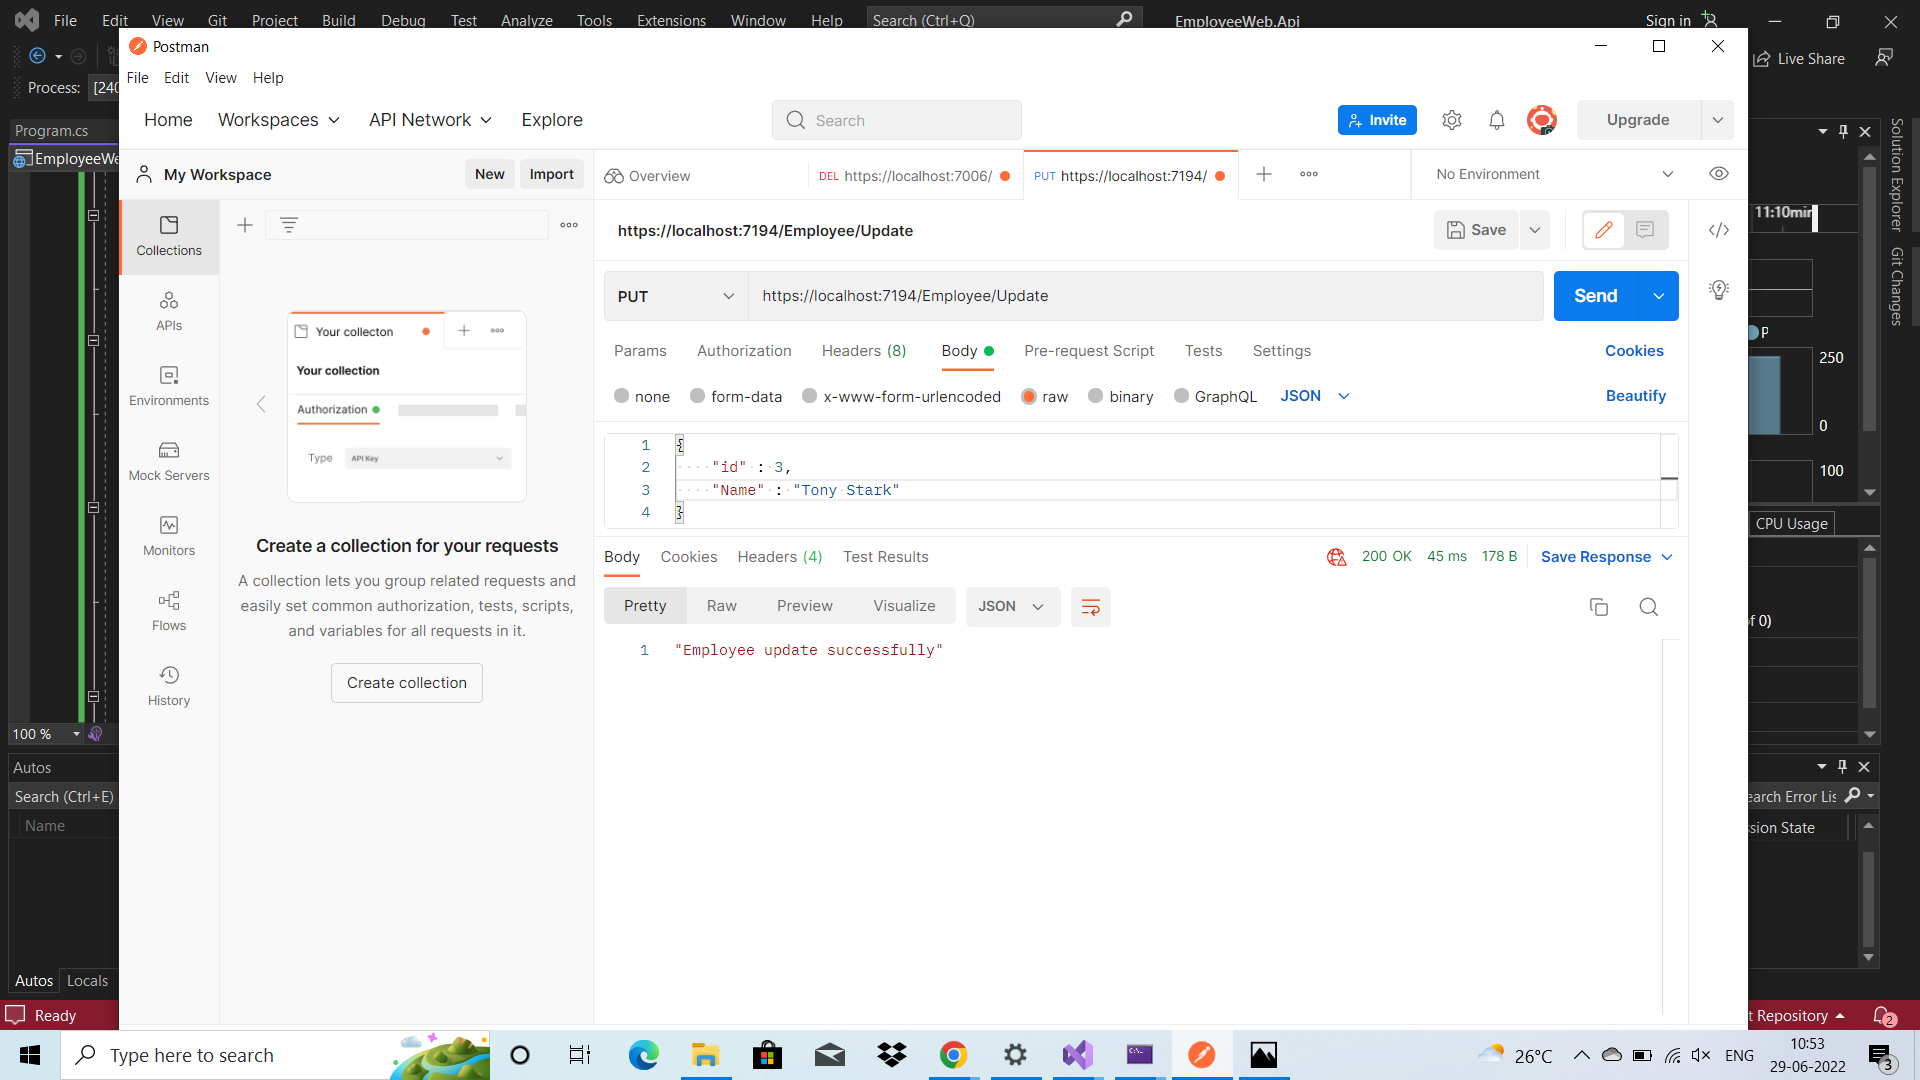 File Edit View Git Project Build Debug Test Analyze Tools Extensions Window Help Search (Ctrl+Q) EmployeeWeb.Api Sign in
Postman
Live Share
File Edit View Help
Process: [240
Home Workspaces API Network Explore Search Invite Upgrade
Program.cs
EmployeeWe
My Workspace New Import
Overview DEL https://localhost:7006/ PUT https://localhost:7194/ No Environment
Solution Explorer
Git Changes
11:10min
Collections
https://localhost:7194/Employee/Update Save
APIs
PUT https://localhost:7194/Employee/Update Send
Your collecton
P
Params Authorization Headers (8) Body Pre-request Script Tests Settings Cookies
250
Your collection
Environments
none form-data x-www-form-urlencoded raw binary GraphQL JSON Beautify
Authorization
0
1 {
Type API Key
2 "id" : 3,
100
Mock Servers
3 "Name" : "Tony Stark"
4 }
CPU Usage
Monitors
Create a collection for your requests
A collection lets you group related requests and
easily set common authorization, tests, scripts,
and variables for all requests in it.
Create collection
Body Cookies Headers (4) Test Results 200 OK 45 ms 178 B Save Response
Pretty Raw Preview Visualize JSON
Flows
of 0)
1 "Employee update successfully"
History
100 %
Autos
Search (Ctrl+E)
earch Error Lis
Name
ssion State
Autos Locals
Ready
t Repository 2
Type here to search
26°C ENG 10:53
29-06-2022 3